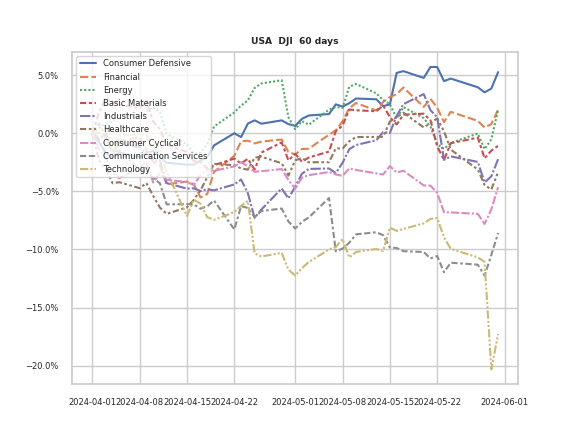 USA DJI 60 days
Consumer Defensive
Financial
Energy
Basic Materials
Industrials
Healthcare
Consumer Cyclical
Communication Services
Technology
5.0%
0.0%
−5.0%
−10.0%
−15.0%
−20.0%
2024-04-01 2024-04-08 2024-04-15 2024-04-22 2024-05-01 2024-05-08 2024-05-15 2024-05-22 2024-06-01